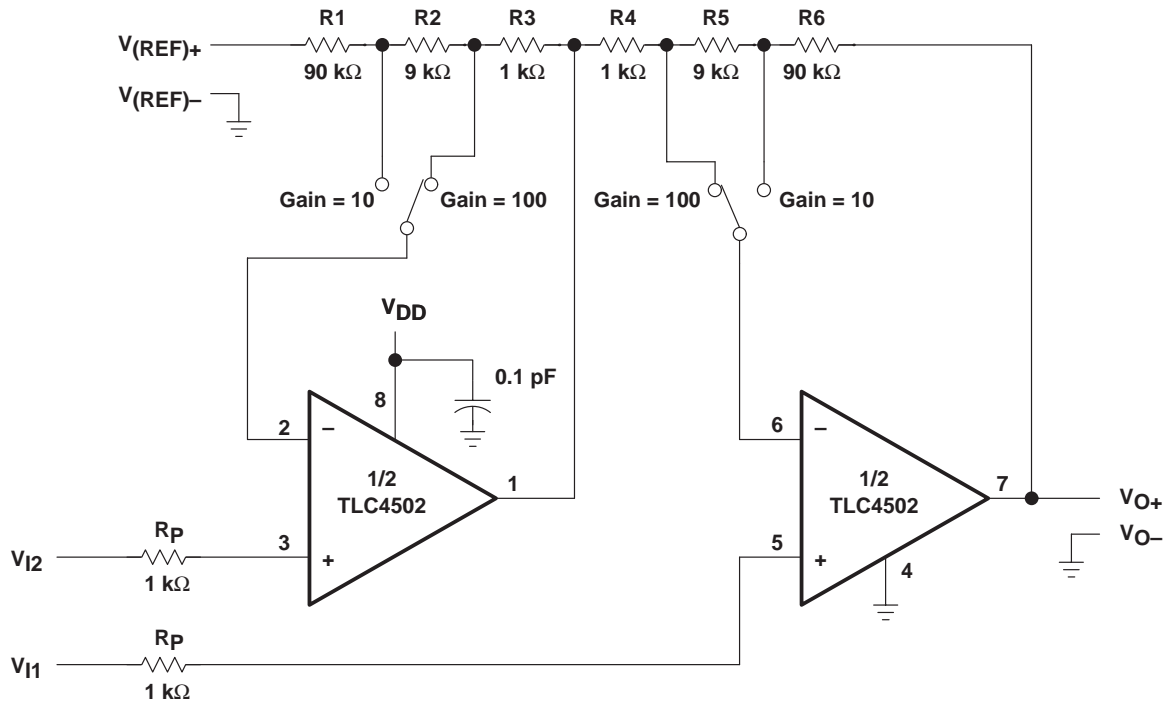 R1 R2 R3 R4 R5 R6
V(REF)+
90 kΩ 9 kΩ 1 kΩ 1 kΩ 9 kΩ 90 kΩ
V(REF)–
Gain = 10 Gain = 100 Gain = 100 Gain = 10
VDD
0.1 pF
8
2 – 6 –
1/2 TLC4502 1 1/2 TLC4502 7
VO+
VO–
RP
VI2 3 + 5 +
4
1 kΩ
RP
VI1
1 kΩ